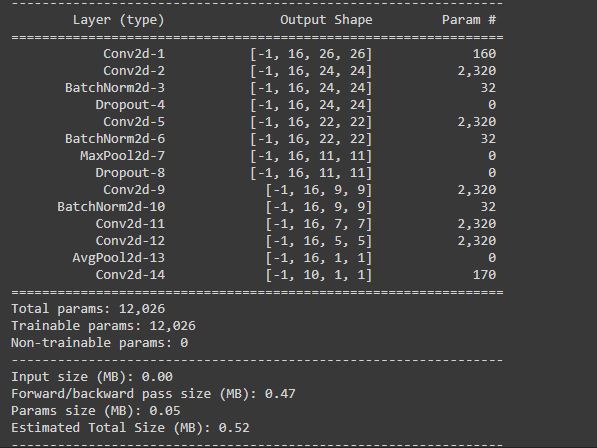 ----------------------------------------------------------------
Layer (type) Output Shape Param #
================================================================
Conv2d-1 [-1, 16, 26, 26] 160
Conv2d-2 [-1, 16, 24, 24] 2,320
BatchNorm2d-3 [-1, 16, 24, 24] 32
Dropout-4 [-1, 16, 24, 24] 0
Conv2d-5 [-1, 16, 22, 22] 2,320
BatchNorm2d-6 [-1, 16, 22, 22] 32
MaxPool2d-7 [-1, 16, 11, 11] 0
Dropout-8 [-1, 16, 11, 11] 0
Conv2d-9 [-1, 16, 9, 9] 2,320
BatchNorm2d-10 [-1, 16, 9, 9] 32
Conv2d-11 [-1, 16, 7, 7] 2,320
Conv2d-12 [-1, 16, 5, 5] 2,320
AvgPool2d-13 [-1, 16, 1, 1] 0
Conv2d-14 [-1, 10, 1, 1] 170
================================================================
Total params: 12,026
Trainable params: 12,026
Non-trainable params: 0
----------------------------------------------------------------
Input size (MB): 0.00
Forward/backward pass size (MB): 0.47
Params size (MB): 0.05
Estimated Total Size (MB): 0.52
----------------------------------------------------------------